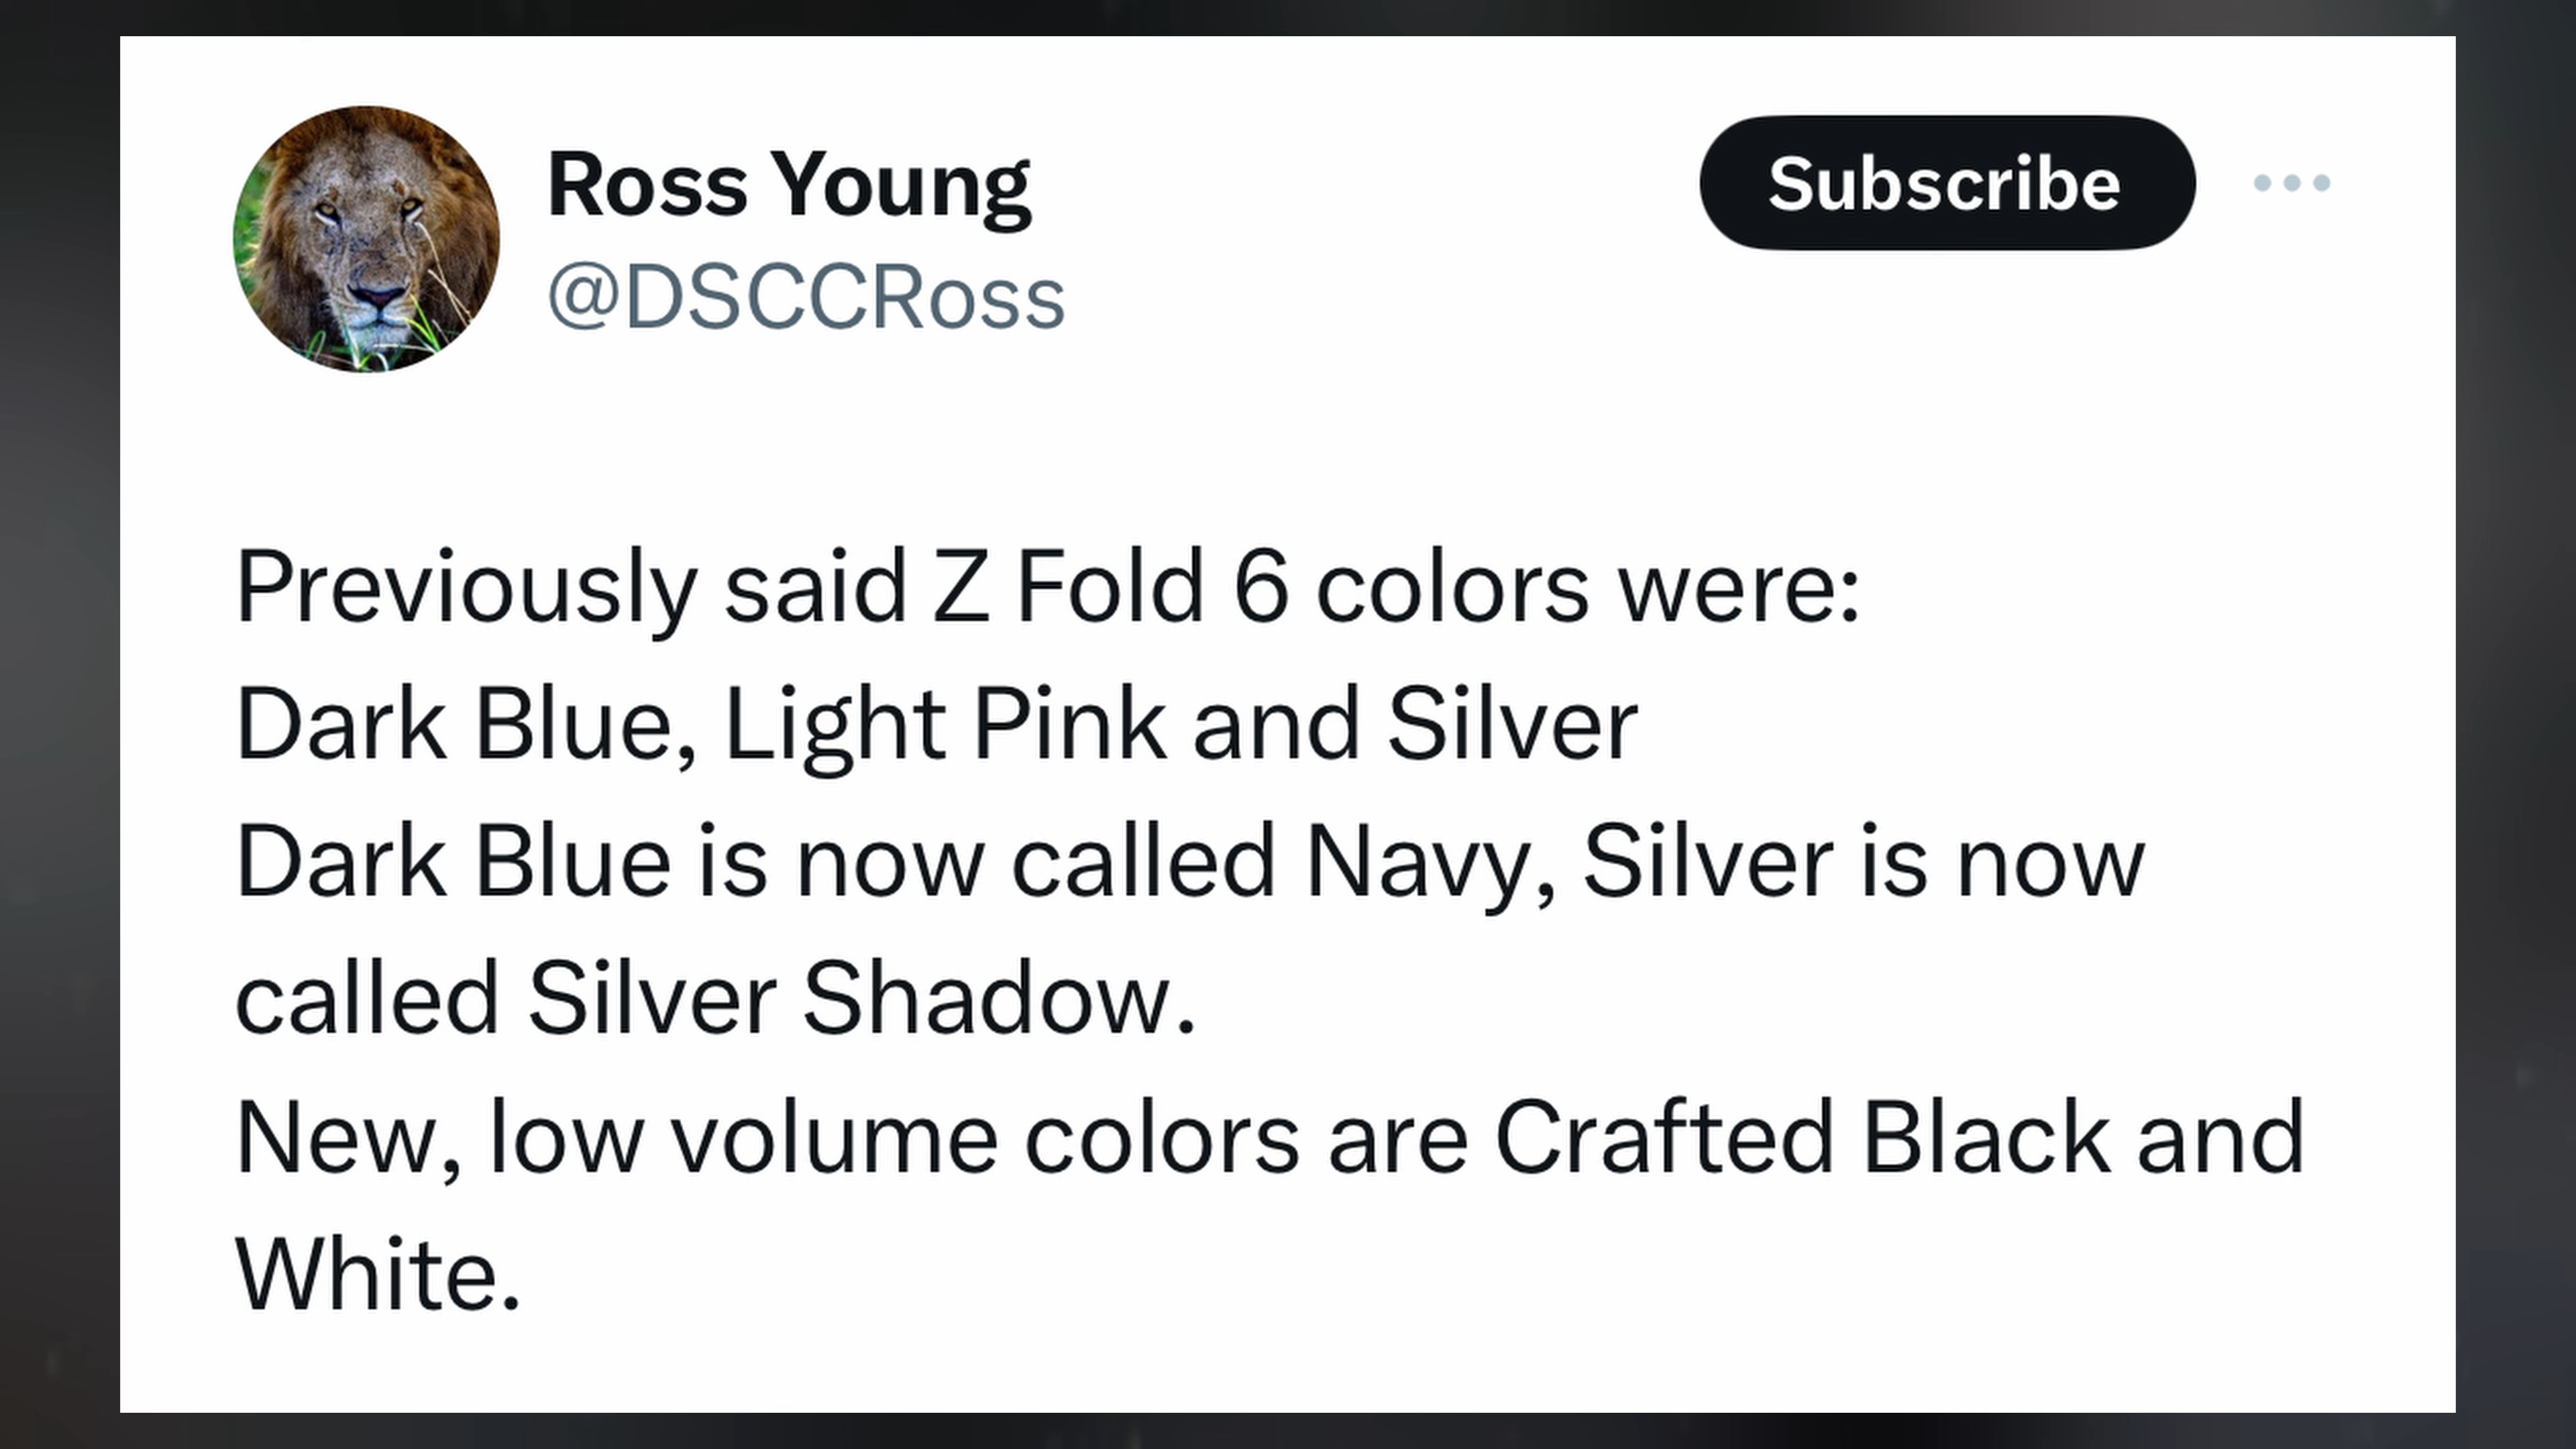 Ross Young
Subscribe
@DSCCRoss
Previously said Z Fold 6 colors were:
Dark Blue, Light Pink and Silver
Dark Blue is now called Navy, Silver is now
called Silver Shadow.
New, low volume colors are Crafted Black and
White.